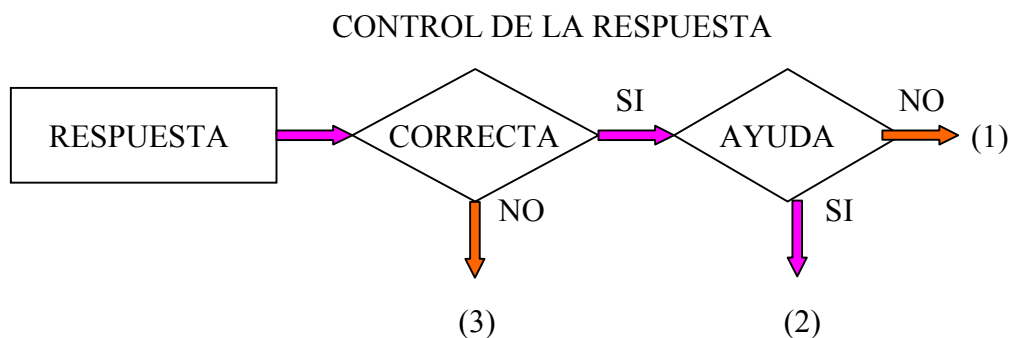 CONTROL DE LA RESPUESTA
RESPUESTA
CORRECTA
SI
AYUDA
NO
(1)
NO
SI
(3)
(2)